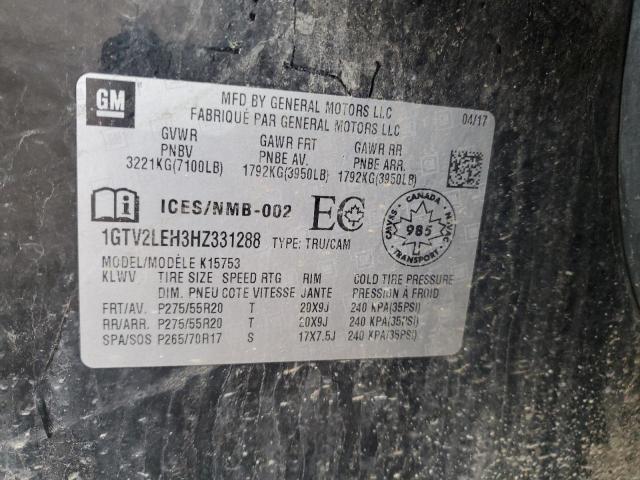 GM
MFD BY GENERAL MOTORS LLC
FABRIQUÉ PAR GENERAL MOTORS LLC
04/17
GVWR GAWR FRT GAWR RR
PNBV PNBE AV. PNBE ARR.
3221KG(7100LB) 1792KG(3950LB) 1792KG(3950LB)
ICES/NMB-002 EC
CANADA
CMVSS 985 N.VAC
TRANSPORT
1GTV2LEH3HZ331288 TYPE: TRU/CAM
MODEL/MODÈLE K15753
KLWV TIRE SIZE SPEED RTG RIM COLD TIRE PRESSURE
DIM. PNEU COTE VITESSE JANTE PRESSION À FROID
FRT/AV. P275/55R20 T 20X9J 240 KPA(35PSI)
RR/ARR. P275/55R20 T 20X9J 240 KPA(35PSI)
SPA/SOS P265/70R17 S 17X7.5J 240 KPA(35PSI)